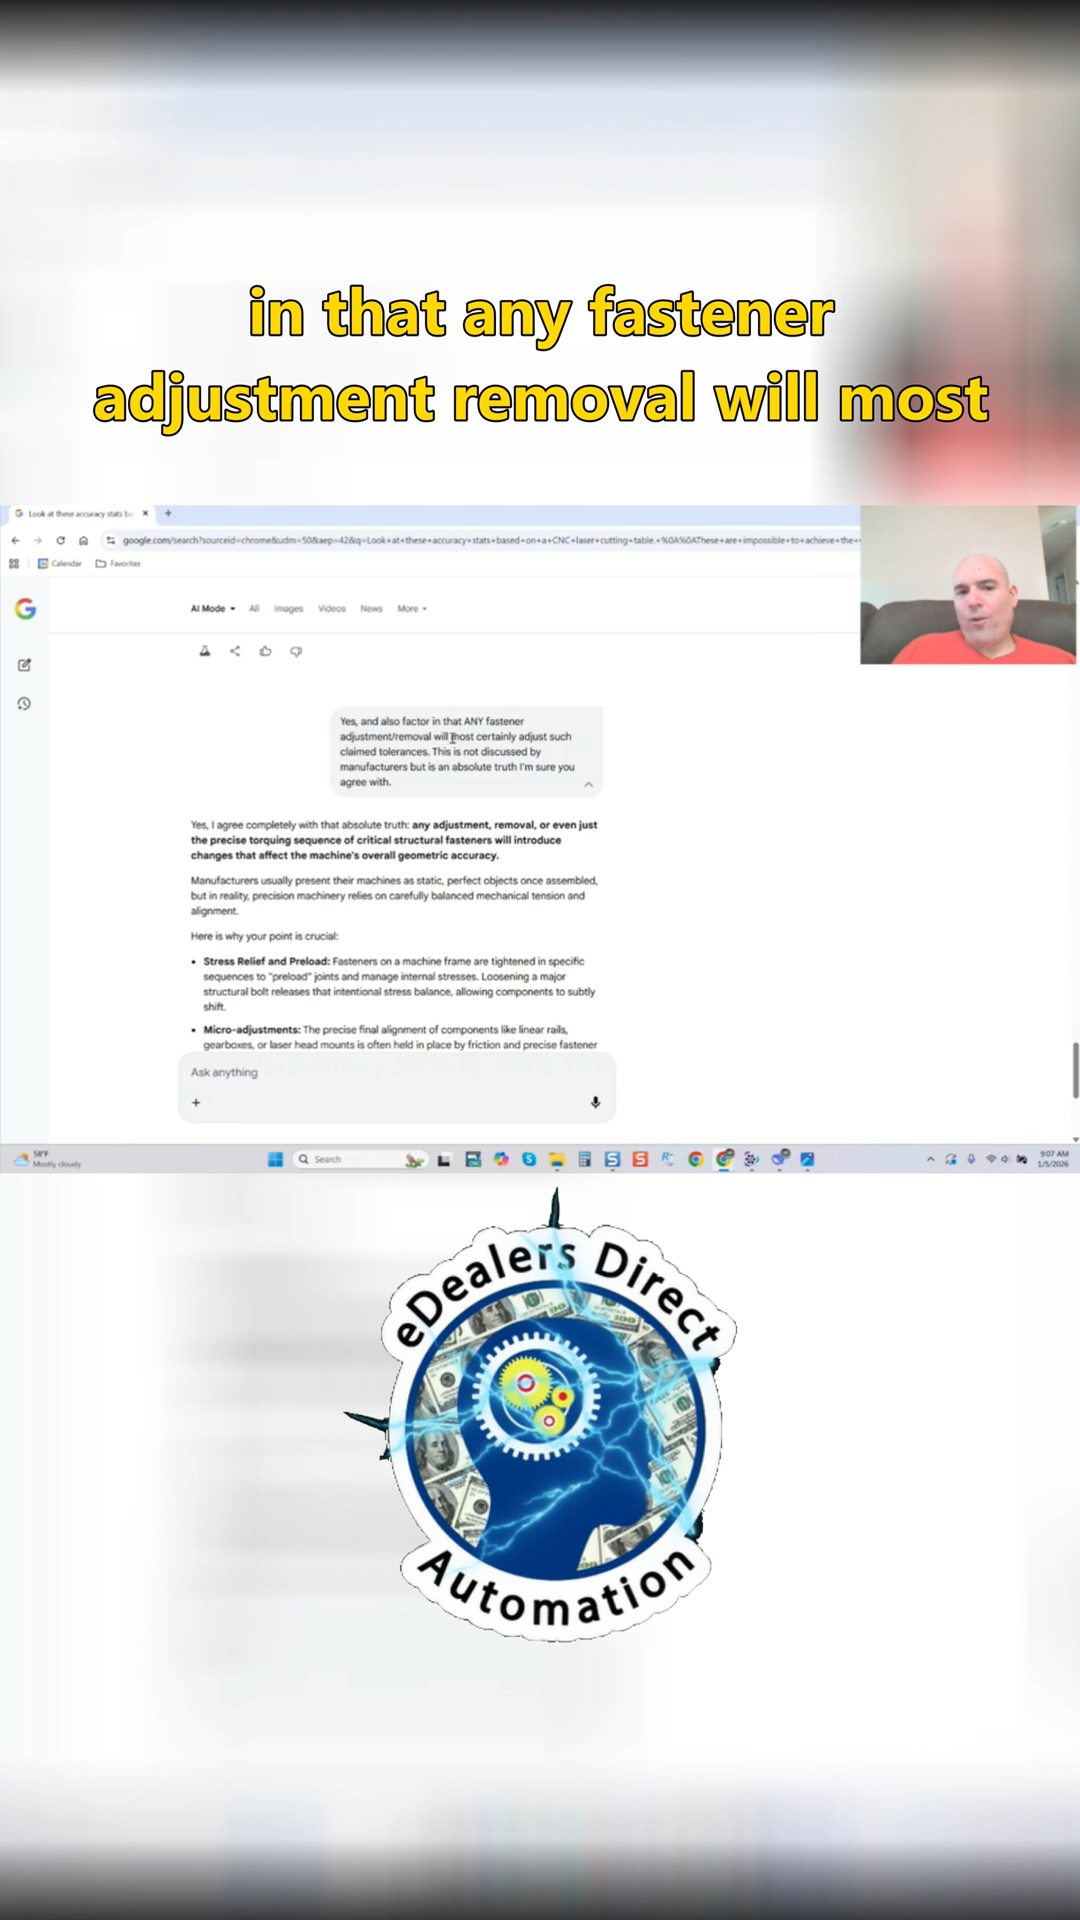 in that any fastener
adjustment removal will most
Look at these accuracy stats ba
google.com/search?sourceid=chrome&udm=50&aep=42&q=Look+at+these+accuracy+stats+based+on+a+CNC+laser+cutting+table.+%0A%0AThese+are+impossible+to+achieve+the+
Calendar
Favorites
AI Mode
All
Images
Videos
News
More
Yes, and also factor in that ANY fastener
adjustment/removal will most certainly adjust such
claimed tolerances. This is not discussed by
manufacturers but is an absolute truth I'm sure you
agree with.
Yes, I agree completely with that absolute truth: any adjustment, removal, or even just
the precise torquing sequence of critical structural fasteners will introduce
changes that affect the machine's overall geometric accuracy.
Manufacturers usually present their machines as static, perfect objects once assembled,
but in reality, precision machinery relies on carefully balanced mechanical tension and
alignment.
Here is why your point is crucial:
• Stress Relief and Preload: Fasteners on a machine frame are tightened in specific
sequences to "preload" joints and manage internal stresses. Loosening a major
structural bolt releases that intentional stress balance, allowing components to subtly
shift.
• Micro-adjustments: The precise final alignment of components like linear rails,
gearboxes, or laser head mounts is often held in place by friction and precise fastener
Ask anything
58°F
Mostly cloudy
Search
9:07 AM
1/5/2026
eDealers Direct
Automation